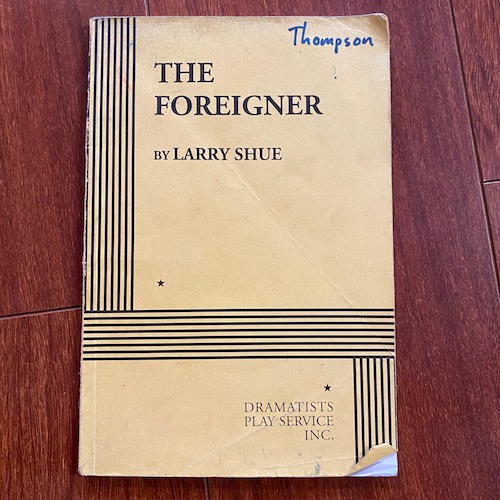 Thompson
THE
FOREIGNER
BY LARRY SHUE
DRAMATISTS
PLAY SERVICE
INC.